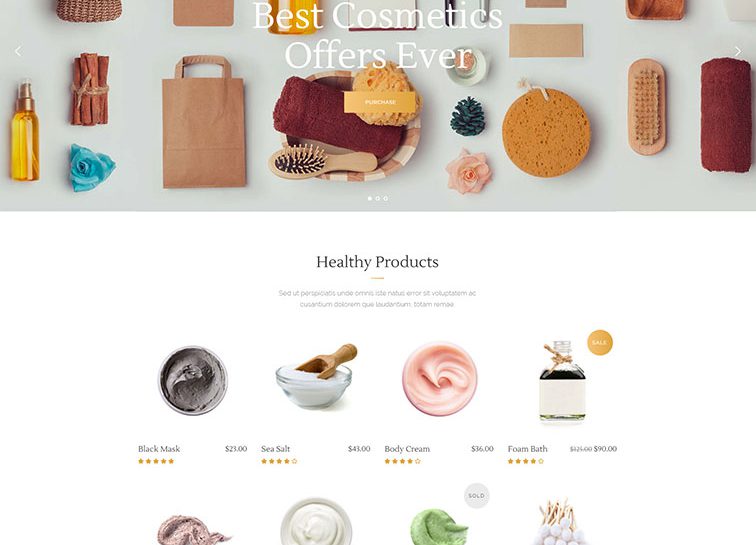 Best Cosmetics
Offers Ever
PURCHASE
Healthy Products
Sed ut perspiciatis unde omnis iste natus error sit voluptatem ac
cusantium dolorem que laudantium, totam remae
SALE
Black Mask $23.00
Sea Salt $43.00
Body Cream $36.00
Foam Bath $125.00 $90.00
SOLD